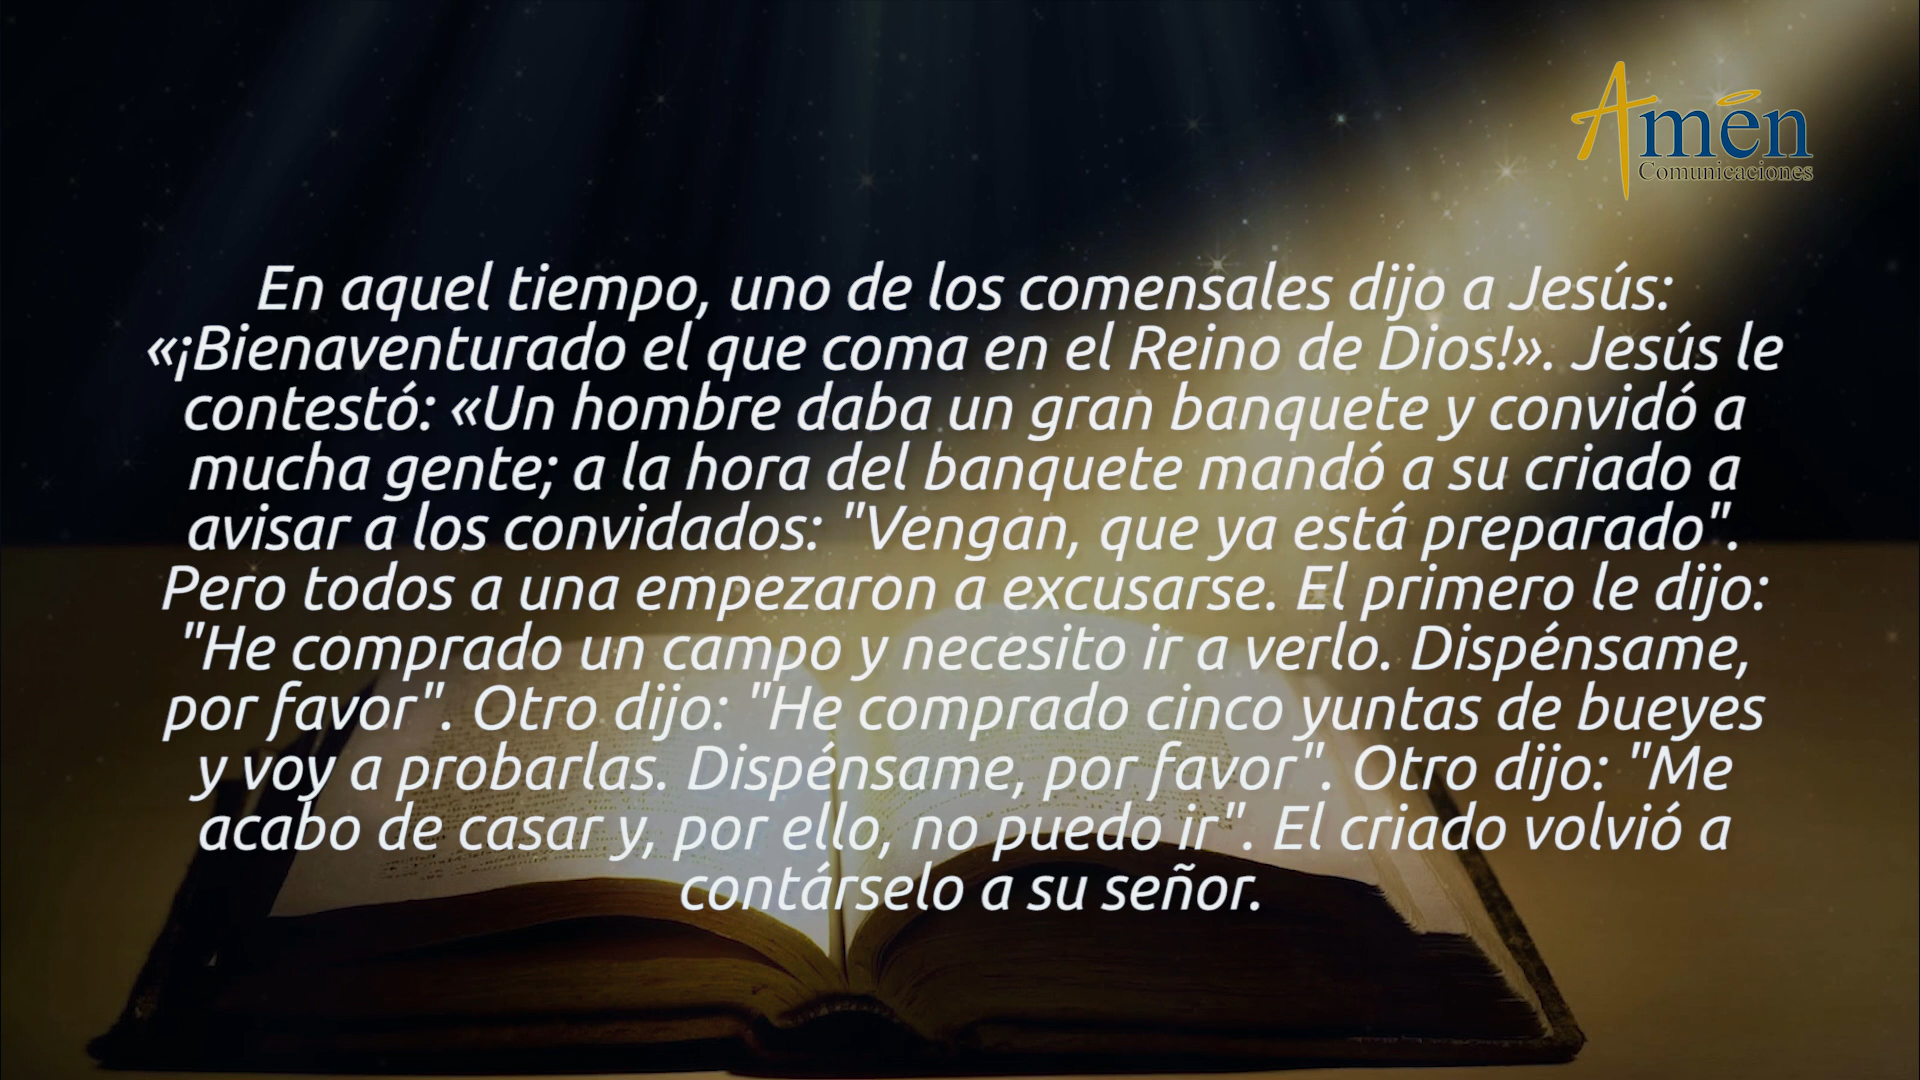 Amén
Comunicaciones
En aquel tiempo, uno de los comensales dijo a Jesús:
«¡Bienaventurado el que coma en el Reino de Dios!». Jesús le
contestó: «Un hombre daba un gran banquete y convidó a
mucha gente; a la hora del banquete mandó a su criado a
avisar a los convidados: "Vengan, que ya está preparado".
Pero todos a una empezaron a excusarse. El primero le dijo:
"He comprado un campo y necesito ir a verlo. Dispénsame,
por favor". Otro dijo: "He comprado cinco yuntas de bueyes
y voy a probarlas. Dispénsame, por favor". Otro dijo: "Me
acabo de casar y, por ello, no puedo ir". El criado volvió a
contárselo a su señor.